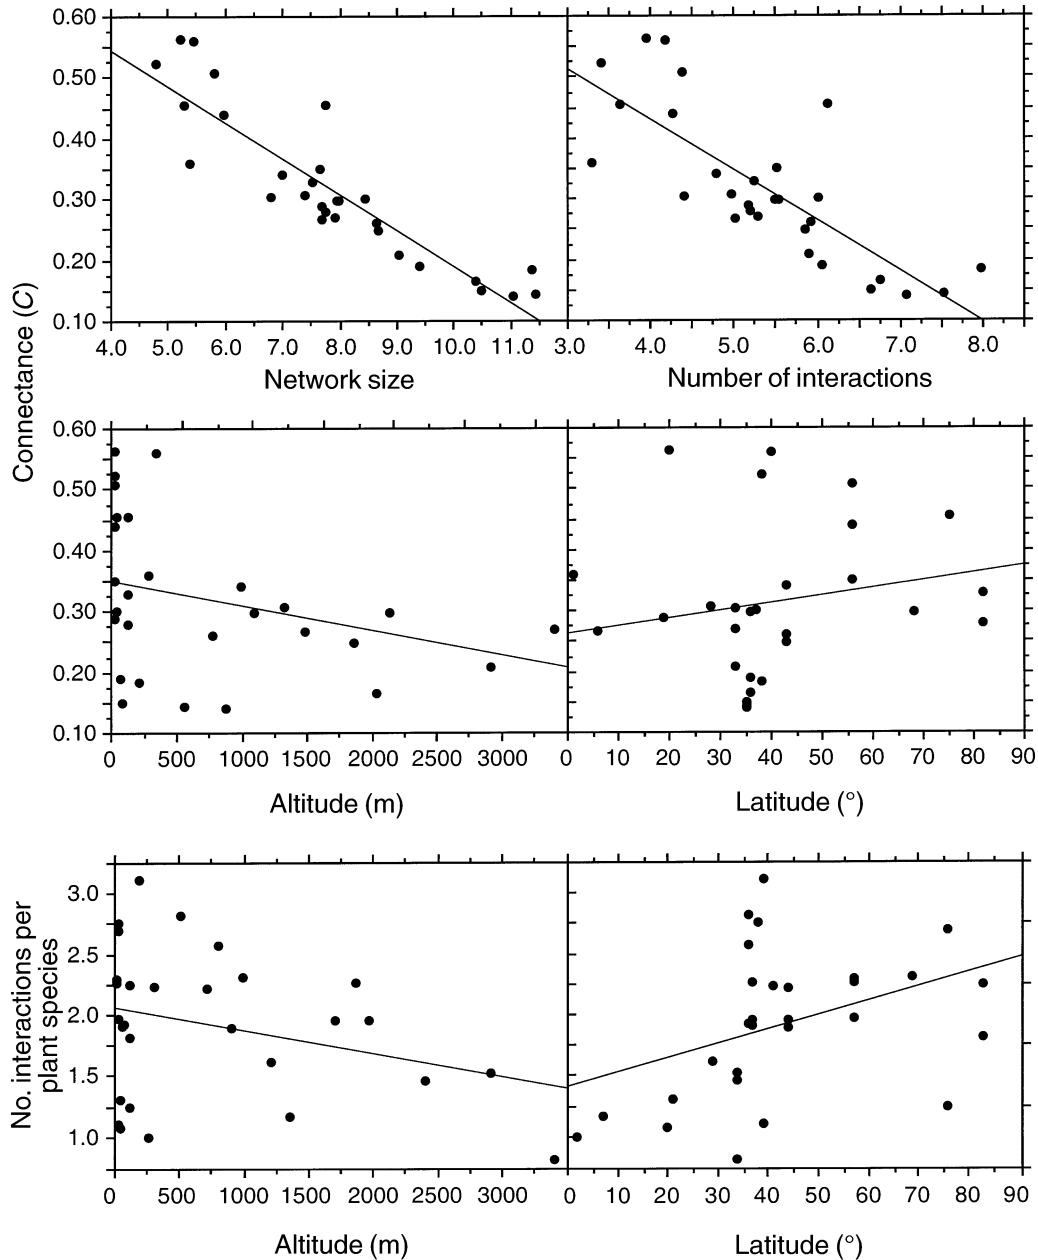 0.60
0.50
0.40
0.30
0.20
0.10
4.0 5.0 6.0 7.0 8.0 9.0 10.0 11.0 3.0 4.0 5.0 6.0 7.0 8.0
Network size Number of interactions
Connectance (C)
0.60
0.50
0.40
0.30
0.20
0.10
0 500 1000 1500 2000 2500 3000 0 10 20 30 40 50 60 70 80 90
Altitude (m) Latitude (°)
No. interactions per
plant species
3.0
2.5
2.0
1.5
1.0
0 500 1000 1500 2000 2500 3000 0 10 20 30 40 50 60 70 80 90
Altitude (m) Latitude (°)